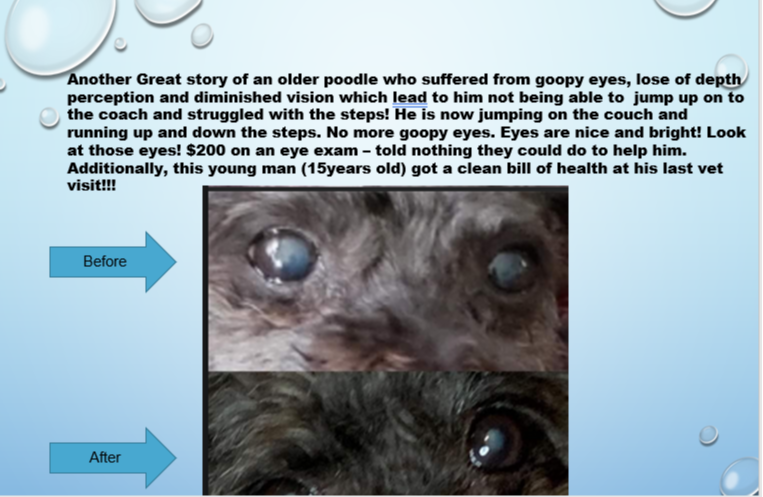 Another Great story of an older poodle who suffered from goopy eyes, lose of depth
perception and diminished vision which lead to him not being able to  jump up on to
the coach and struggled with the steps! He is now jumping on the couch and
running up and down the steps. No more goopy eyes. Eyes are nice and bright! Look
at those eyes! $200 on an eye exam – told nothing they could do to help him.
Additionally, this young man (15years old) got a clean bill of health at his last vet
visit!!!
Before
After